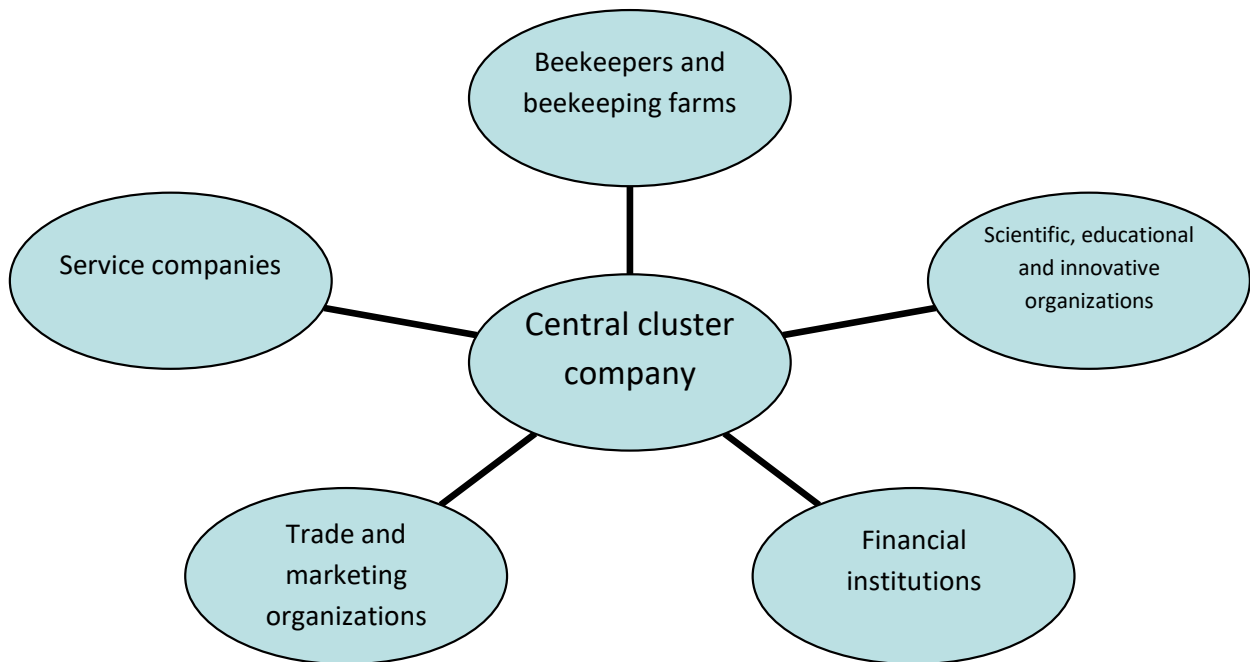 Beekeepers and
beekeeping farms
Service companies
Scientific, educational
and innovative
organizations
Central cluster
company
Trade and
marketing
organizations
Financial
institutions